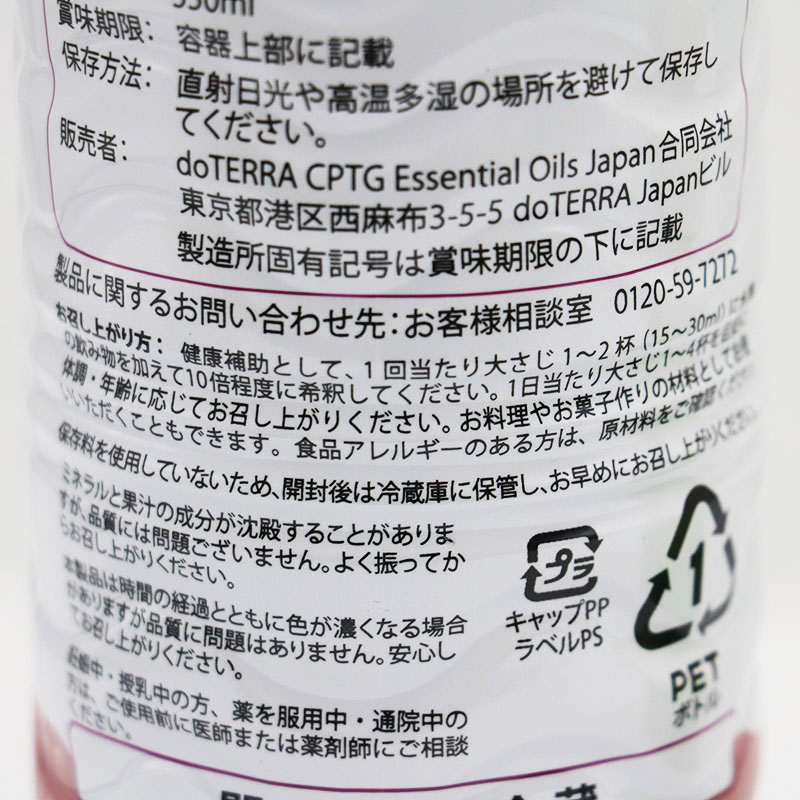 賞味期限: 容器上部に記載
保存方法: 直射日光や高温多湿の場所を避けて保存し
てください。
販売者: doTERRA CPTG Essential Oils Japan合同会社
東京都港区西麻布3-5-5 doTERRA Japanビル
製造所固有記号は賞味期限の下に記載
製品に関するお問い合わせ先:お客様相談室 0120-59-7272
お召し上がり方: 健康補助として、1回当たり大さじ1〜2杯(15〜30ml)に
の飲み物を加えて10倍程度に希釈してください。1日当たり大さじ1〜4杯を
体調・年齢に応じてお召し上がりください。お料理やお菓子作りの材料として
いただくこともできます。食品アレルギーのある方は、原材料をご確認くださ
保存料を使用していないため、開封後は冷蔵庫に保管し、お早めにお召し上がりください。
ミネラルと果汁の成分が沈殿することがありま
すが、品質には問題ございません。よく振ってか
らお召し上がりください。
本製品は時間の経過とともに色が濃くなる場合
がありますが品質に問題はありません。安心し
てお召し上がりください。
妊娠中・授乳中の方、薬を服用中・通院中の
方は、ご使用前に医師または薬剤師にご相談
ください。
プラ
キャップPP
ラベルPS
1
PET
ボトル